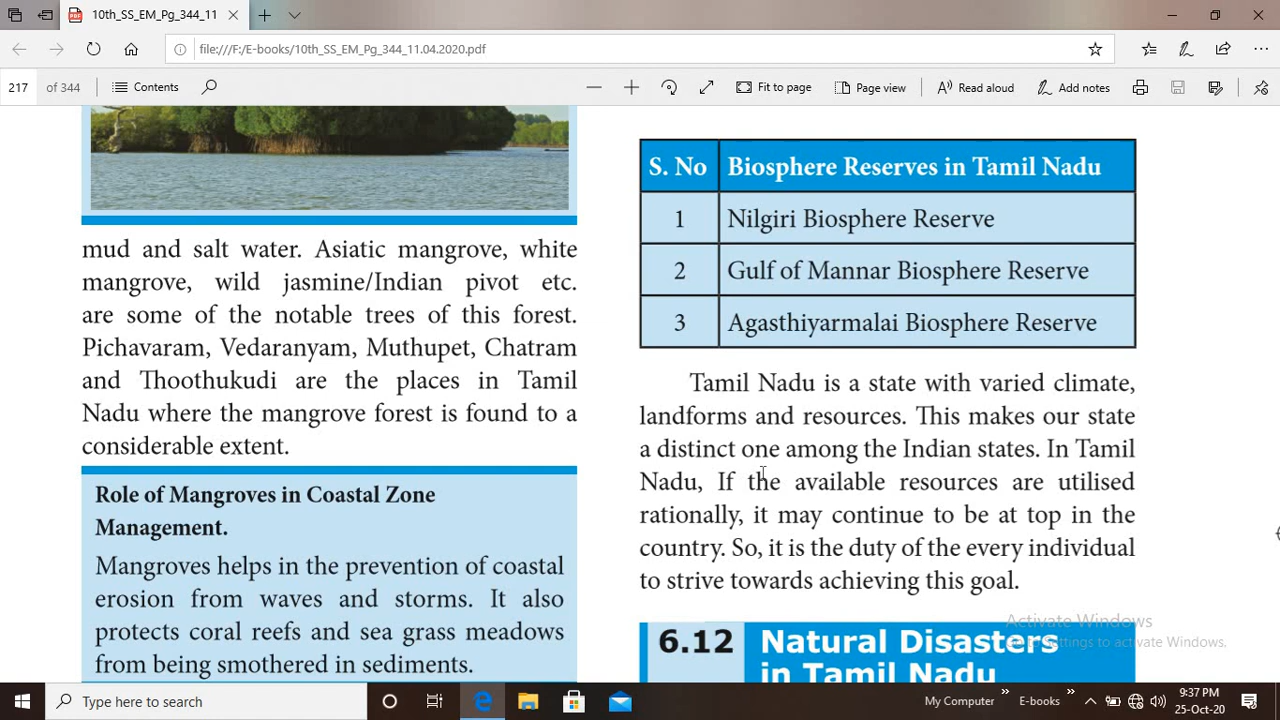 10th_SS_EM_Pg_344_11
file:///F:/E-books/10th_SS_EM_Pg_344_11.04.2020.pdf
217 of 344
Contents
Fit to page
Page view
Read aloud
Add notes
mud and salt water. Asiatic mangrove, white
mangrove, wild jasmine/Indian pivot etc.
are some of the notable trees of this forest.
Pichavaram, Vedaranyam, Muthupet, Chatram
and Thoothukudi are the places in Tamil
Nadu where the mangrove forest is found to a
considerable extent.
Role of Mangroves in Coastal Zone
Management.
Mangroves helps in the prevention of coastal
erosion from waves and storms. It also
protects coral reefs and sea grass meadows
from being smothered in sediments.
S. No Biosphere Reserves in Tamil Nadu
1 Nilgiri Biosphere Reserve
2 Gulf of Mannar Biosphere Reserve
3 Agasthiyarmalai Biosphere Reserve
Tamil Nadu is a state with varied climate,
landforms and resources. This makes our state
a distinct one among the Indian states. In Tamil
Nadu, If the available resources are utilised
rationally, it may continue to be at top in the
country. So, it is the duty of the every individual
to strive towards achieving this goal.
6.12 Natural Disasters
in Tamil Nadu
Activate Windows
Go to Settings to activate Windows.
Type here to search
My Computer
E-books
9:37 PM
25-Oct-20